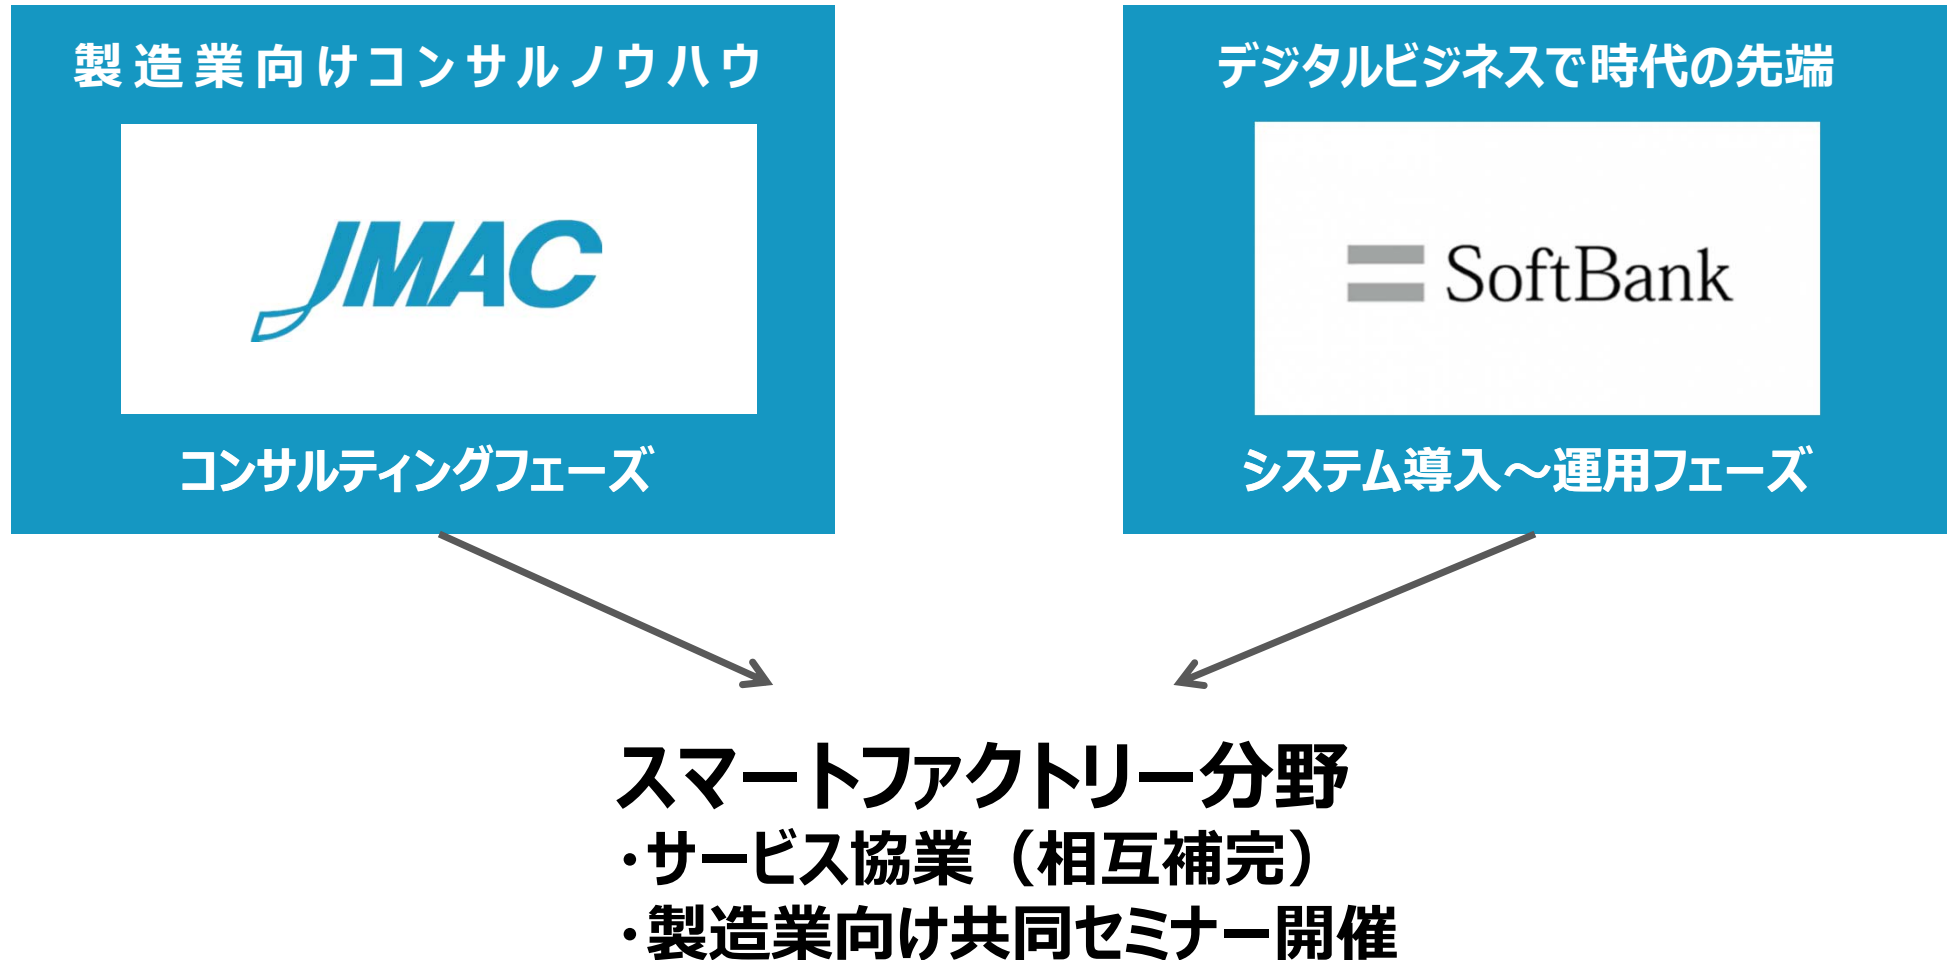 製造業向けコンサルノウハウ
JMAC
コンサルティングフェーズ
デジタルビジネスで時代の先端
SoftBank
システム導入～運用フェーズ
スマートファクトリー分野
・サービス協業（相互補完）
・製造業向け共同セミナー開催